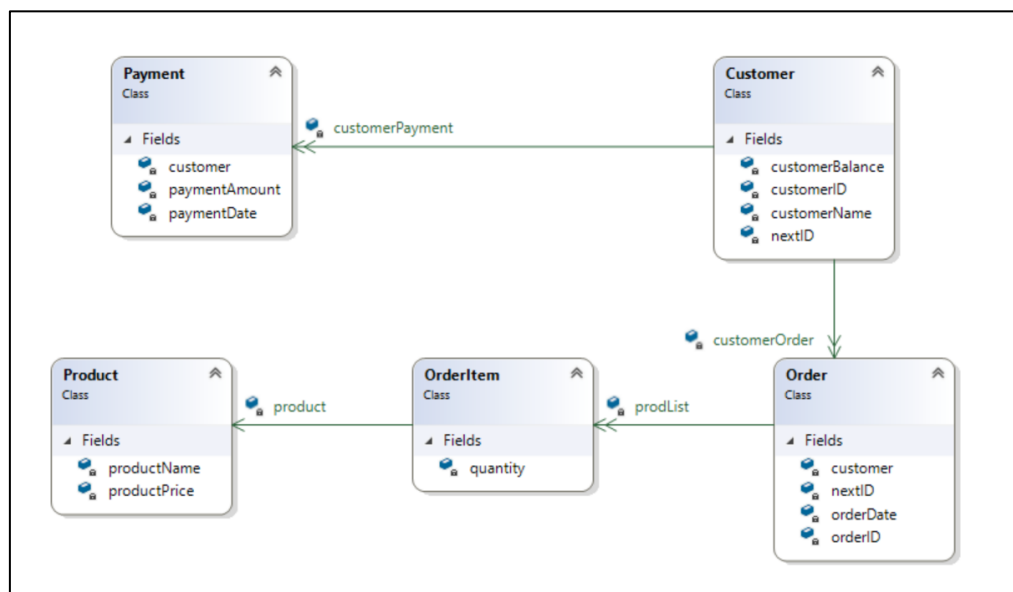 Payment
Class
Fields
customer
paymentAmount
paymentDate
customerPayment
Customer
Class
Fields
customerBalance
customerID
customerName
nextID
customerOrder
Product
Class
Fields
productName
productPrice
product
OrderItem
Class
Fields
quantity
prodList
Order
Class
Fields
customer
nextID
orderDate
orderID